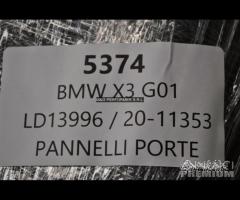 5374
BMW X3 G01
LD13996 / 20-11353
PANNELLI PORTE